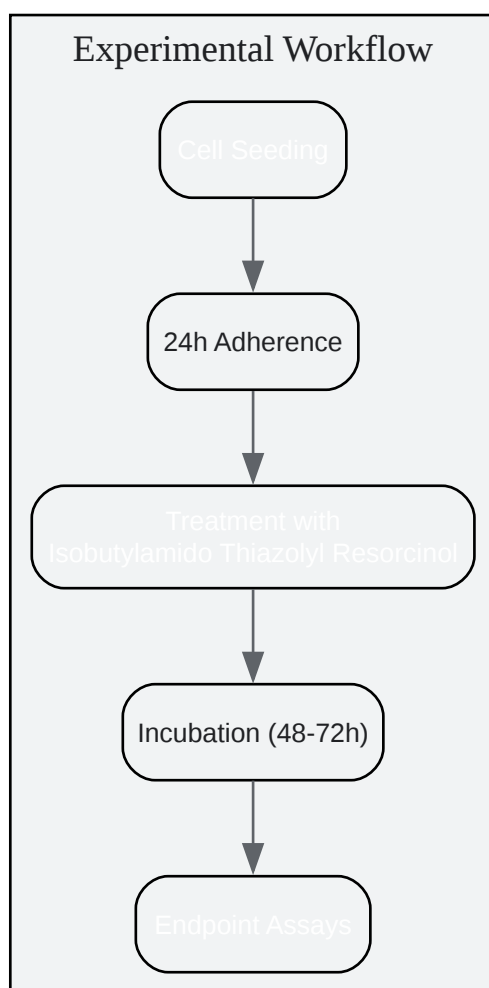 Experimental Workflow
Cell Seeding
24h Adherence
Treatment with
Isobutylamido Thiazolyl Resorcinol
Incubation (48-72h)
Endpoint Assays